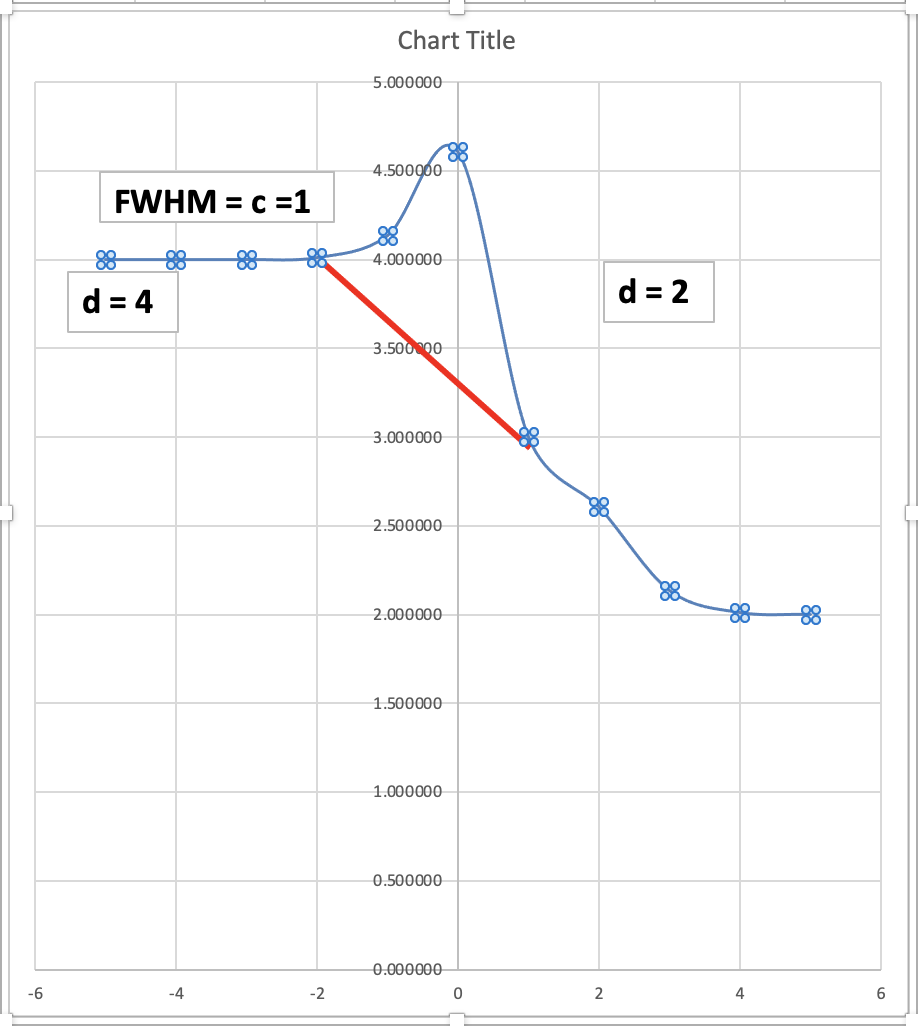 Chart Title
5.000000
4.500000
FWHM = c =1
4.000000
d = 4
d = 2
3.500000
3.000000
2.500000
2.000000
1.500000
1.000000
0.500000
0.000000
-6 -4 -2 0 2 4 6